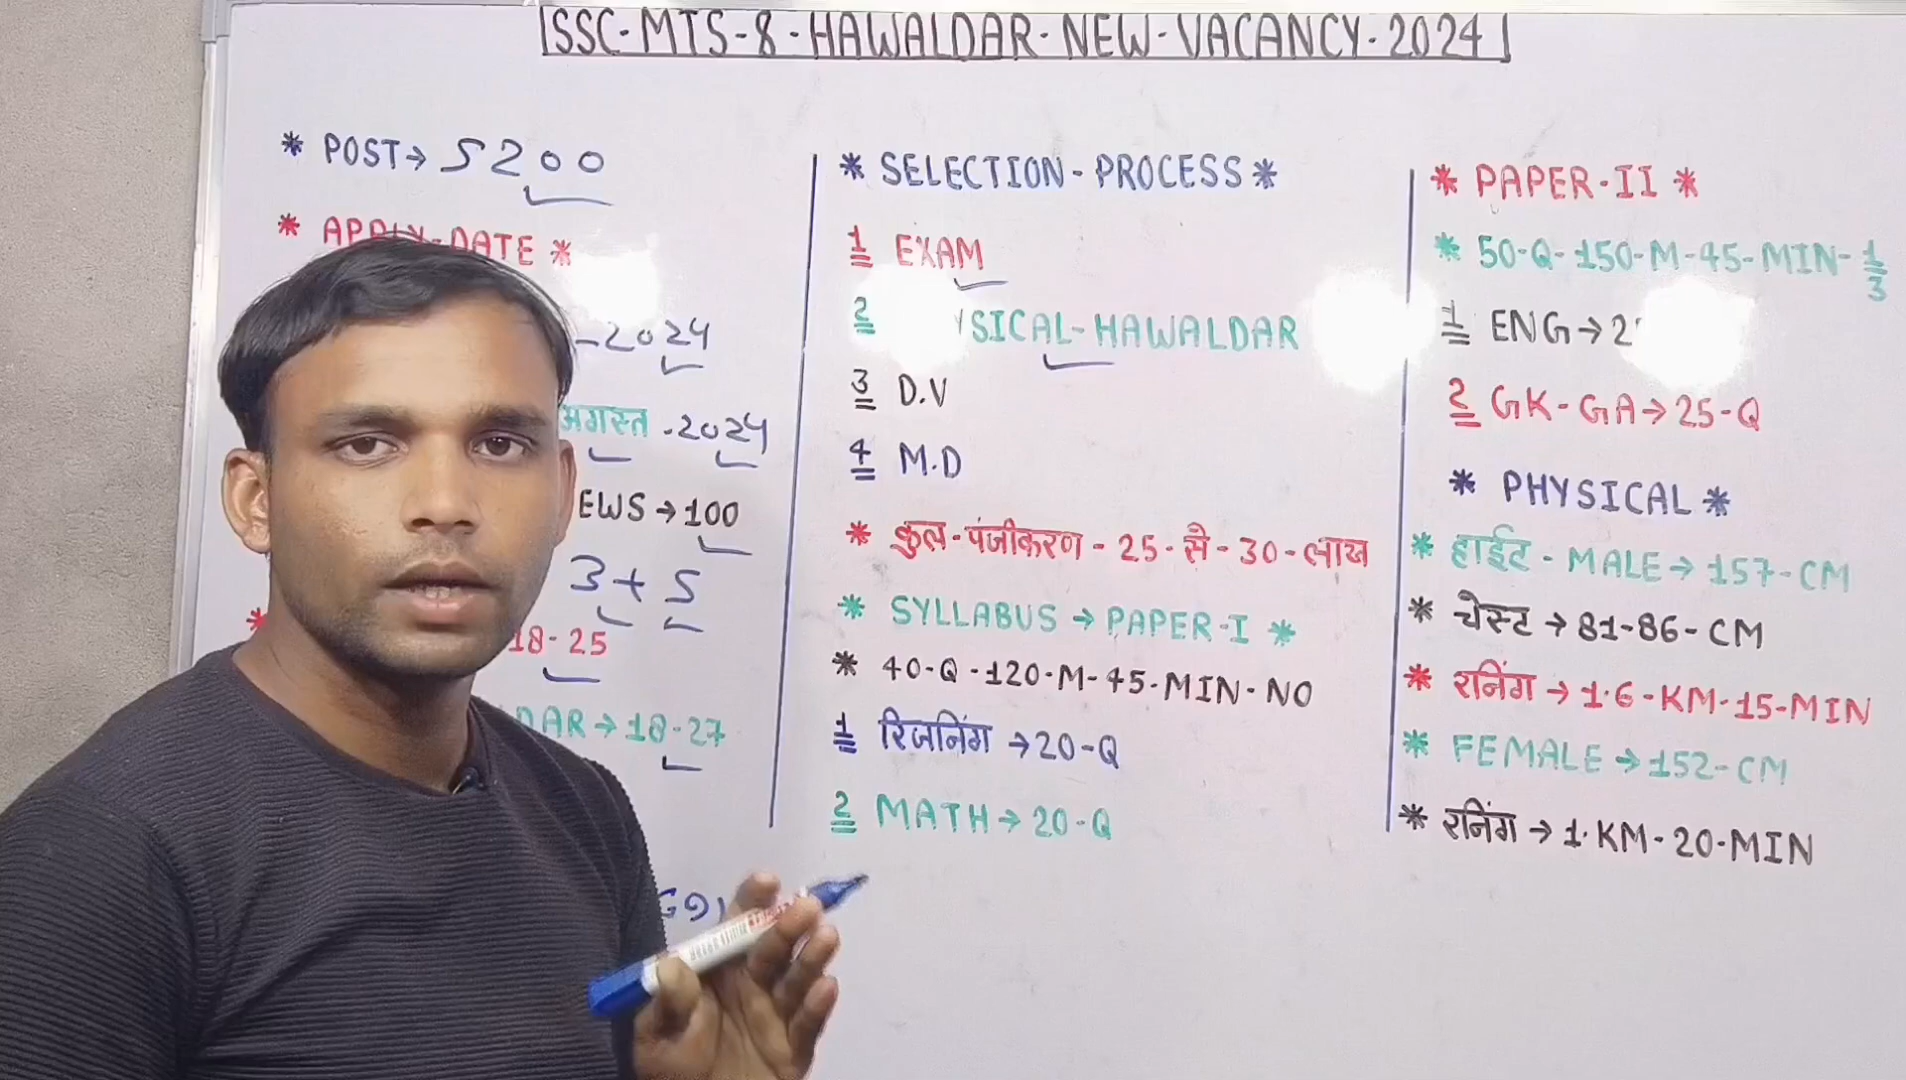 SSC-MTS-8-HAWALDAR-NEW-VACANCY-2024
* POST→ 5200
* APPLY-DATE *
-2024
अगस्त-2024
EWS→100
3+5
18-25
DAR→18-27
* SELECTION-PROCESS *
1 EXAM
2 SICAL-HAWALDAR
3 D.V
4 M.D
* कुल-पंजीकरण-25-से-30-लाख
* SYLLABUS→PAPER-I *
* 40-Q-120-M-45-MIN-NO
1 रिजनिंग→20-Q
2 MATH→20-Q
* PAPER-II *
* 50-Q-150-M-45-MIN-1/3
1 ENG→2
2 GK-GA→25-Q
* PHYSICAL *
* हाईट-MALE→157-CM
* चेस्ट→81-86-CM
* रनिंग→1.6-KM-15-MIN
* FEMALE→152-CM
* रनिंग→1.KM-20-MIN